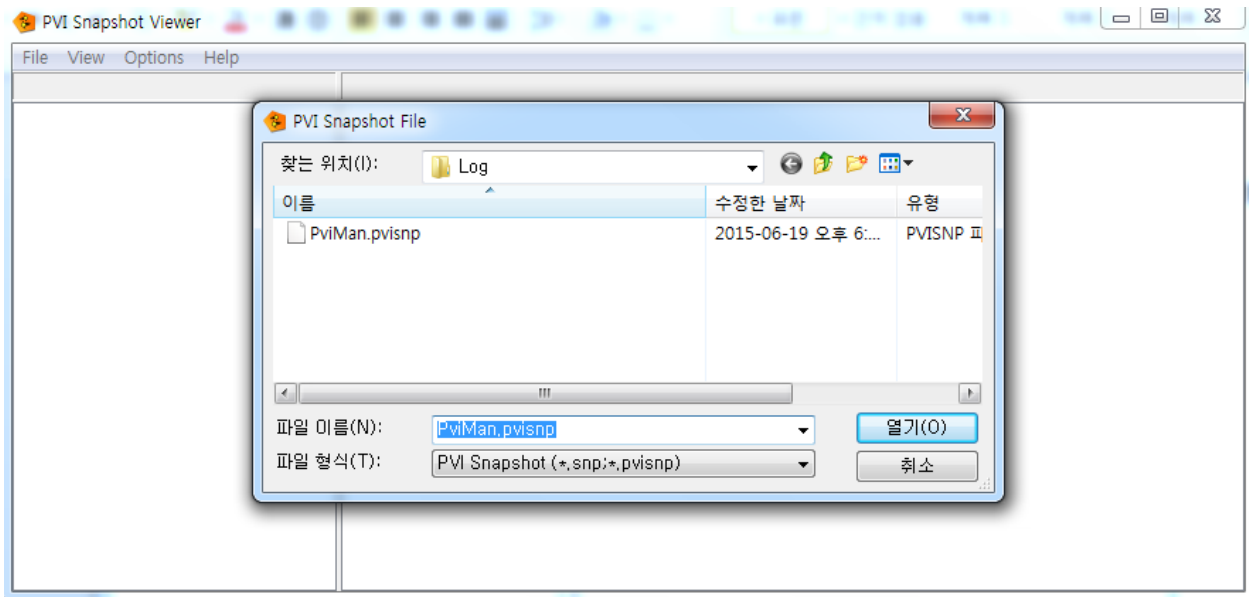 PVI Snapshot Viewer
File View Options Help
PVI Snapshot File
찾는 위치(I): Log
이름 수정한 날짜 유형
PviMan.pvisnp 2015-06-19 오후 6:... PVISNP 파
파일 이름(N): PviMan.pvisnp 열기(O)
파일 형식(T): PVI Snapshot (*.snp;*.pvisnp) 취소